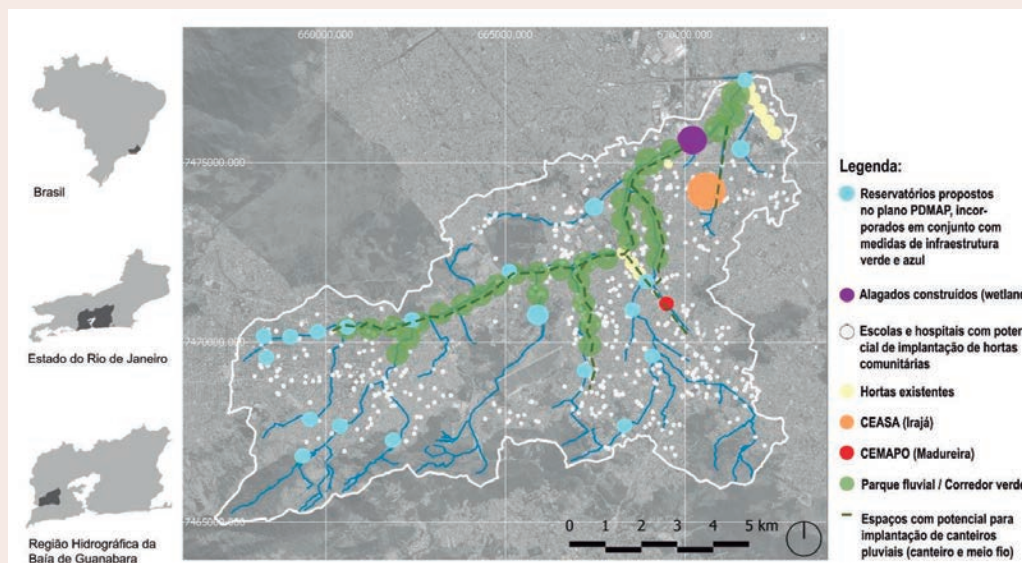 660000.000
665000.000
670000.000
7475000.000
7470000.000
7465000.000
Brasil
Estado do Rio de Janeiro
Região Hidrográfica da
Baía de Guanabara
0 1 2 3 4 5 km
Legenda:
Reservatórios propostos
no plano PDMAP, incor-
porados em conjunto com
medidas de infraestrutura
verde e azul
Alagados construídos (wetland
Escolas e hospitais com poten
cial de implantação de hortas
comunitárias
Hortas existentes
CEASA (Irajá)
CEMAPO (Madureira)
Parque fluvial / Corredor verde
Espaços com potencial para
implantação de canteiros
pluviais (canteiro e meio fio)